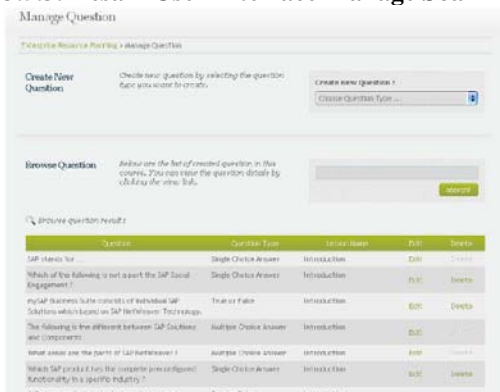 Manage Question
Enterprise Resource Planning > Manage Question
Create New Question
Create new question by selecting the question type you want to create.
Create New Question :
Choose Question Type ...
Browse Question
Below are the list of created question in this course. You can view the question details by clicking the view link.
search
Browse question results
Question Question Type Lesson Name Edit Delete
SAP stands for ... Single Choice Answer Introduction Edit Delete
Which of the following is not a part the SAP Social Engagement ? Single Choice Answer Introduction Edit Delete
mySAP Business Suite consists of individual SAP Solutions which based on SAP NetWeaver Technology. True or False Introduction Edit Delete
The following is the different between SAP Solutions and Components Multiple Choice Answer Introduction Edit
What areas are the parts of SAP NetWeaver ? Multiple Choice Answer Introduction Edit Delete
Which SAP product has the complete preconfigured functionality in a specific industry ? Single Choice Answer Introduction Edit Delete